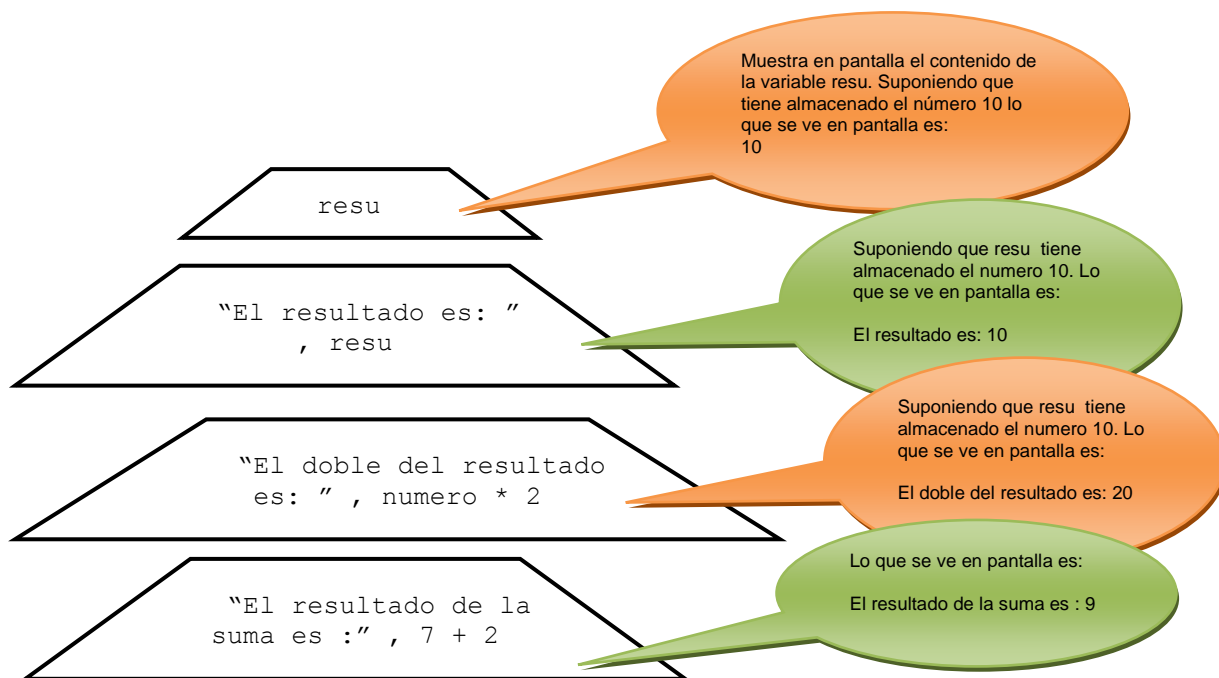 Muestra en pantalla el contenido de
la variable resu. Suponiendo que
tiene almacenado el número 10 lo
que se ve en pantalla es:
10
resu
Suponiendo que resu tiene
almacenado el numero 10. Lo
que se ve en pantalla es:
El resultado es: 10
“El resultado es: ”
, resu
Suponiendo que resu tiene
almacenado el numero 10. Lo
que se ve en pantalla es:
El doble del resultado es: 20
“El doble del resultado
es: ” , numero * 2
Lo que se ve en pantalla es:
El resultado de la suma es : 9
“El resultado de la
suma es :” , 7 + 2